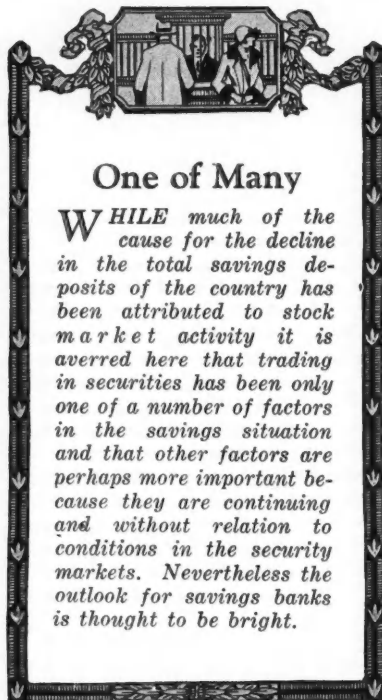 One of Many
WHILE much of the
cause for the decline
in the total savings de-
posits of the country has
been attributed to stock
market activity it is
averred here that trading
in securities has been only
one of a number of factors
in the savings situation
and that other factors are
perhaps more important be-
cause they are continuing
and without relation to
conditions in the security
markets. Nevertheless the
outlook for savings banks
is thought to be bright.